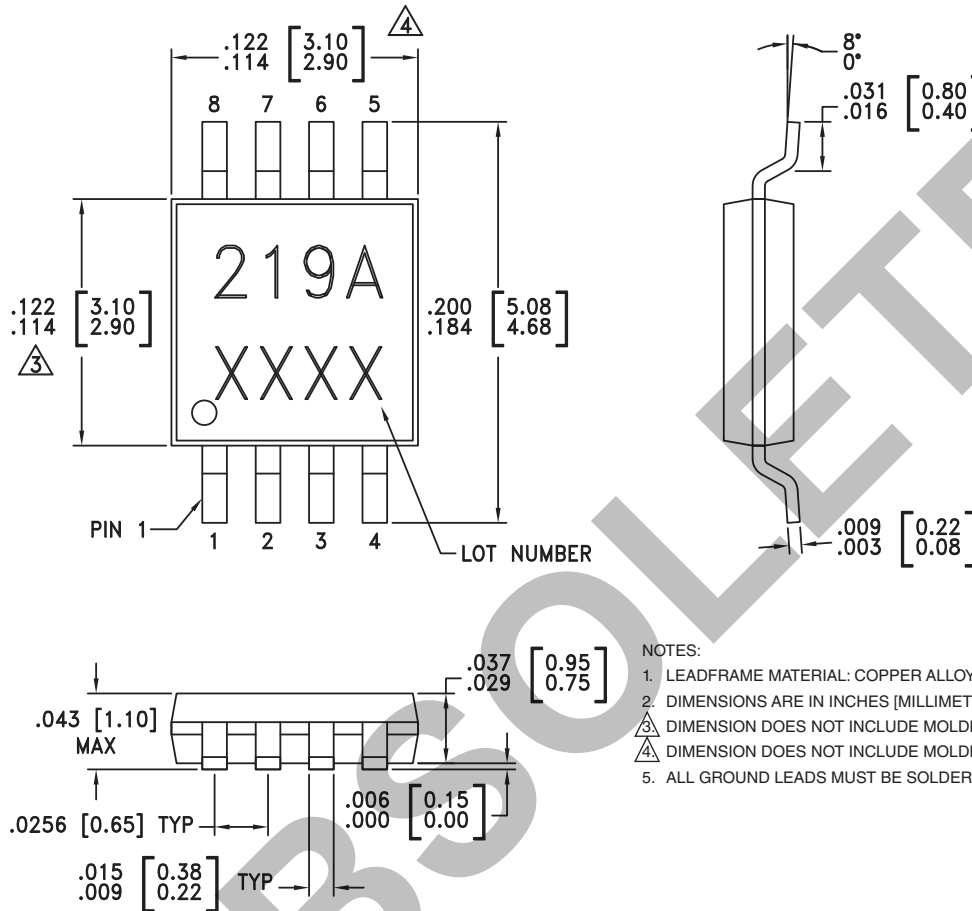 4
.122 [3.10]
.114 [2.90]
8 7 6 5
8°
0°
.031 [0.80]
.016 [0.40]
219A
XXXX
.122 [3.10]
.114 [2.90]
3
.200 [5.08]
.184 [4.68]
PIN 1
1 2 3 4
LOT NUMBER
.009 [0.22]
.003 [0.08]
.037 [0.95]
.029 [0.75]
.043 [1.10]
MAX
.006 [0.15]
.000 [0.00]
.0256 [0.65] TYP
.015 [0.38]
.009 [0.22]
TYP
NOTES:
1. LEADFRAME MATERIAL: COPPER ALLOY
2. DIMENSIONS ARE IN INCHES [MILLIMET
3. DIMENSION DOES NOT INCLUDE MOLD
4. DIMENSION DOES NOT INCLUDE MOLD
5. ALL GROUND LEADS MUST BE SOLDER
BSOLET